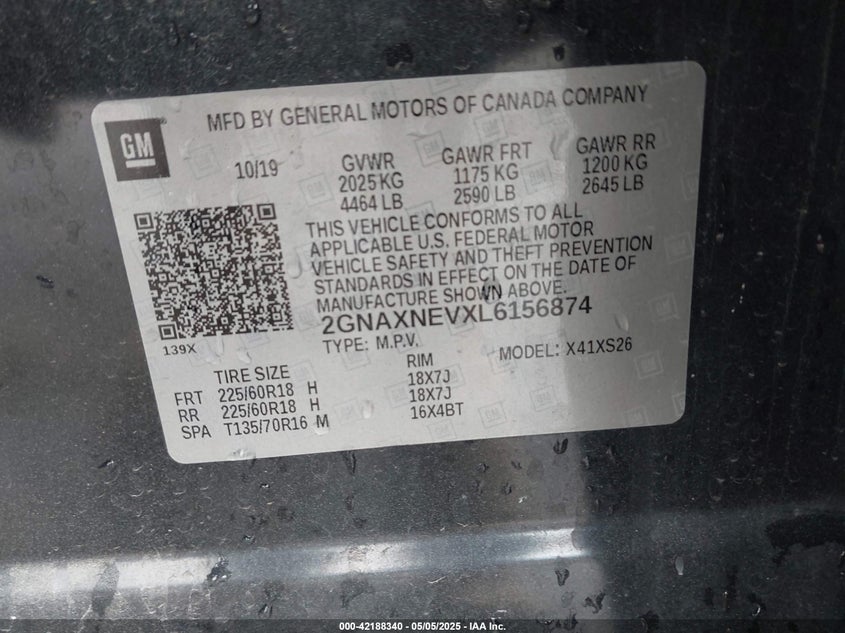 GM
MFD BY GENERAL MOTORS OF CANADA COMPANY
10/19 GVWR GAWR FRT GAWR RR
2025 KG 1175 KG 1200 KG
4464 LB 2590 LB 2645 LB
THIS VEHICLE CONFORMS TO ALL
APPLICABLE U.S. FEDERAL MOTOR
VEHICLE SAFETY AND THEFT PREVENTION
STANDARDS IN EFFECT ON THE DATE OF
MANUFACTURE SHOWN ABOVE.
2GNAXNEVXL6156874
139X
TYPE: M.P.V. MODEL: X41XS26
TIRE SIZE RIM
FRT 225/60R18 H 18X7J
RR 225/60R18 H 18X7J
SPA T135/70R16 M 16X4BT
000-42188340 - 05/05/2025 - IAA Inc.